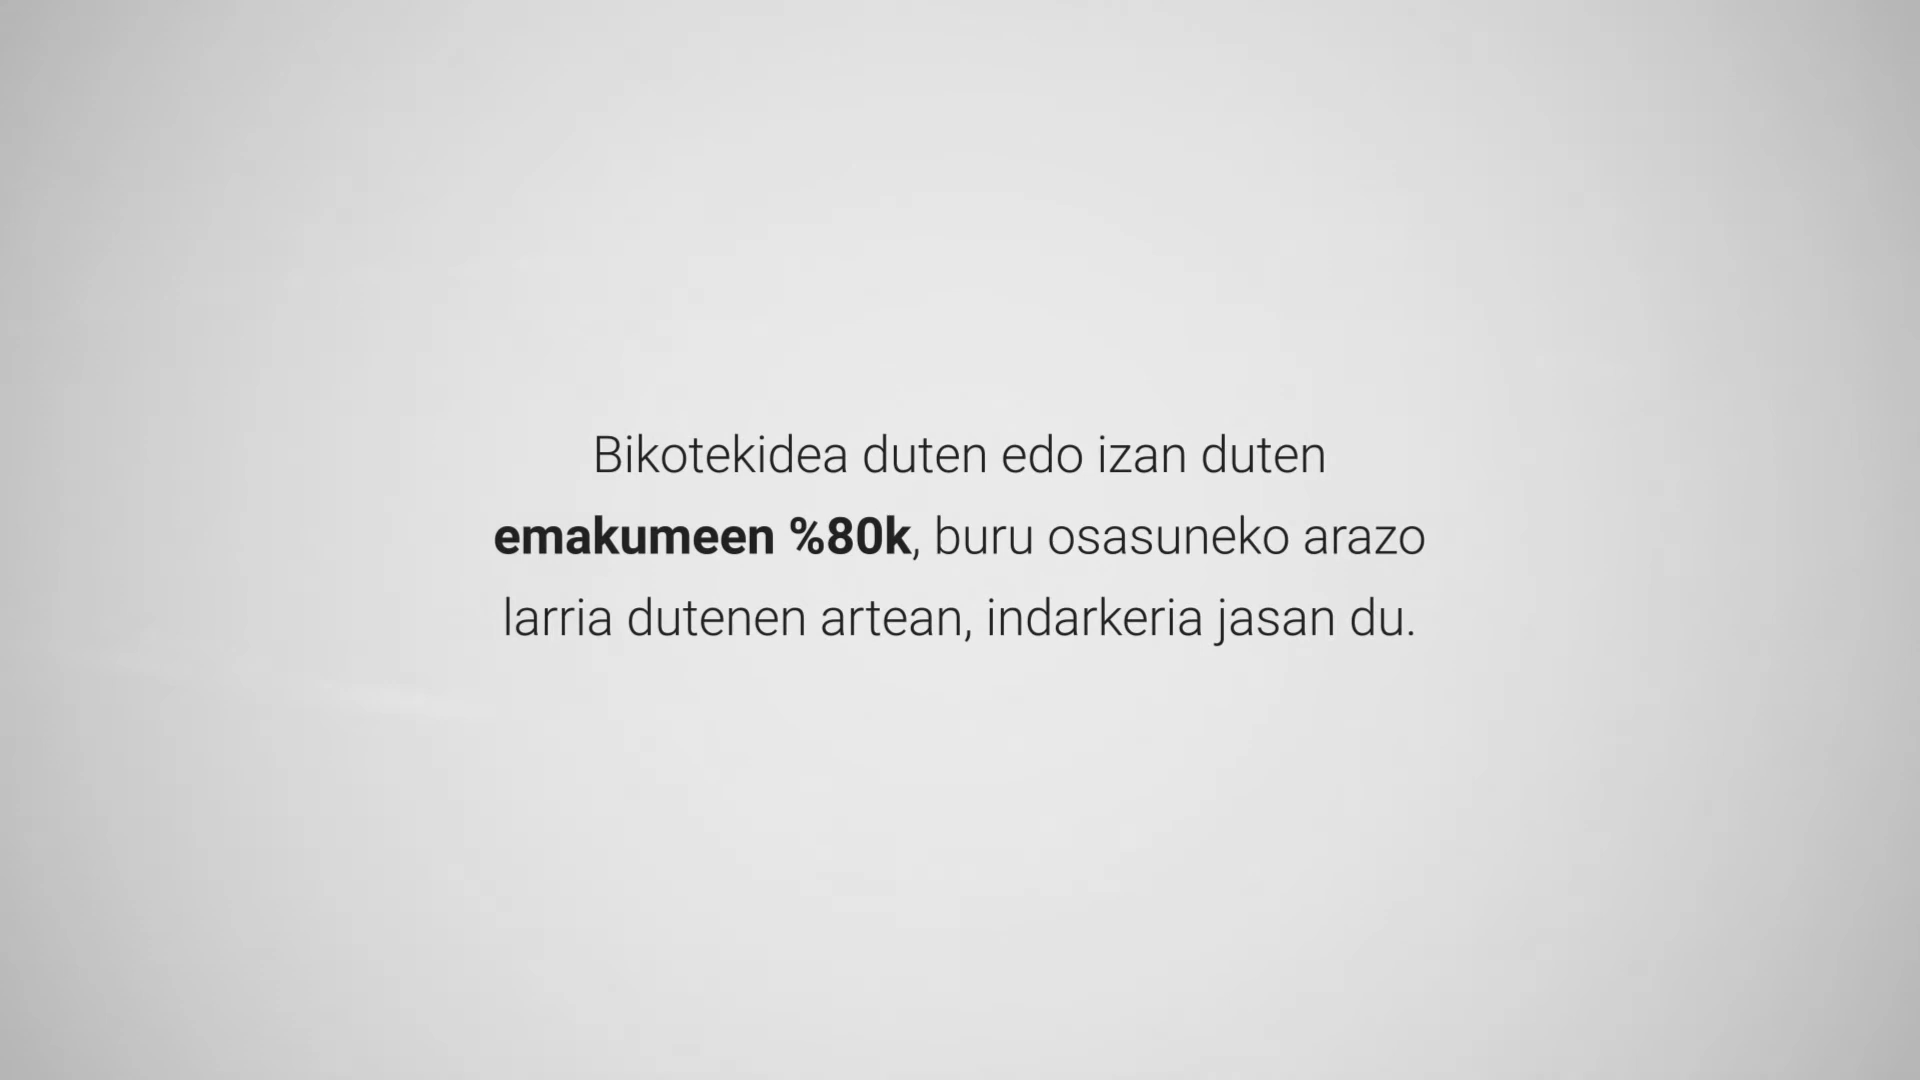 Bikotekidea duten edo izan duten
emakumeen %80k, buru osasuneko arazo
larria dutenen artean, indarkeria jasan du.